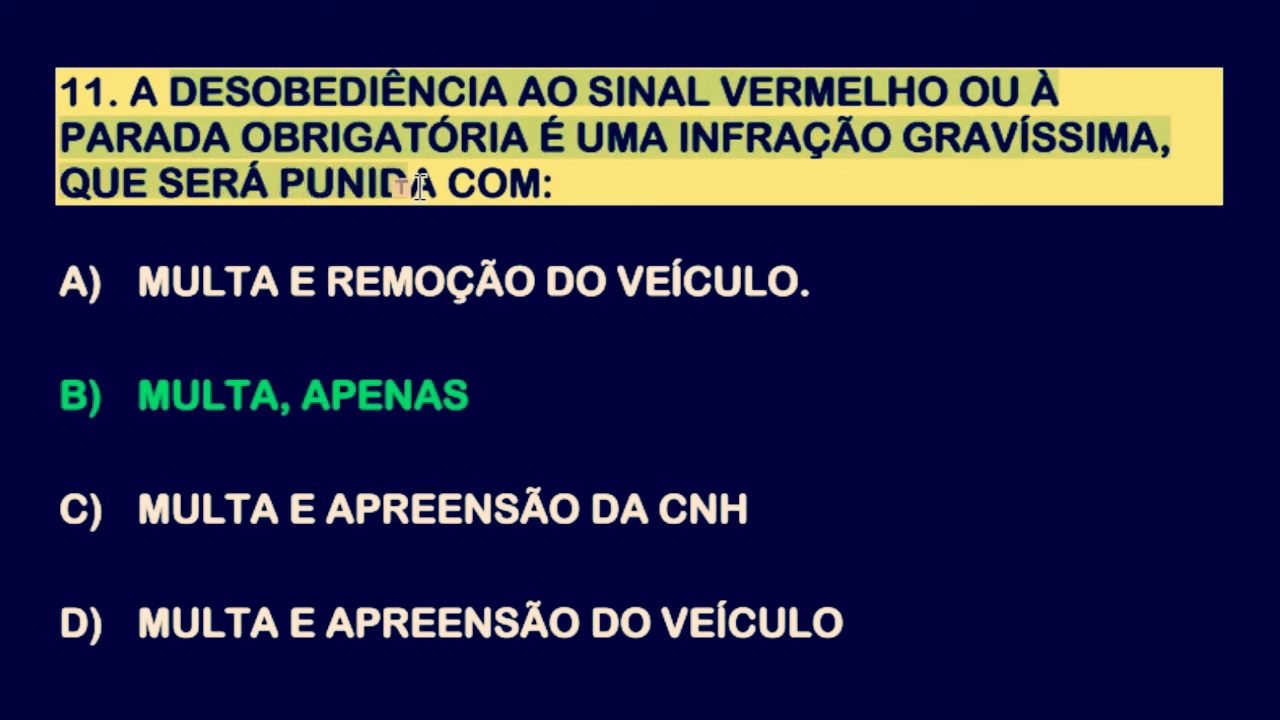 11. A DESOBEDIÊNCIA AO SINAL VERMELHO OU À
PARADA OBRIGATÓRIA É UMA INFRAÇÃO GRAVÍSSIMA,
QUE SERÁ PUNIDA COM:
A) MULTA E REMOÇÃO DO VEÍCULO.
B) MULTA, APENAS
C) MULTA E APREENSÃO DA CNH
D) MULTA E APREENSÃO DO VEÍCULO